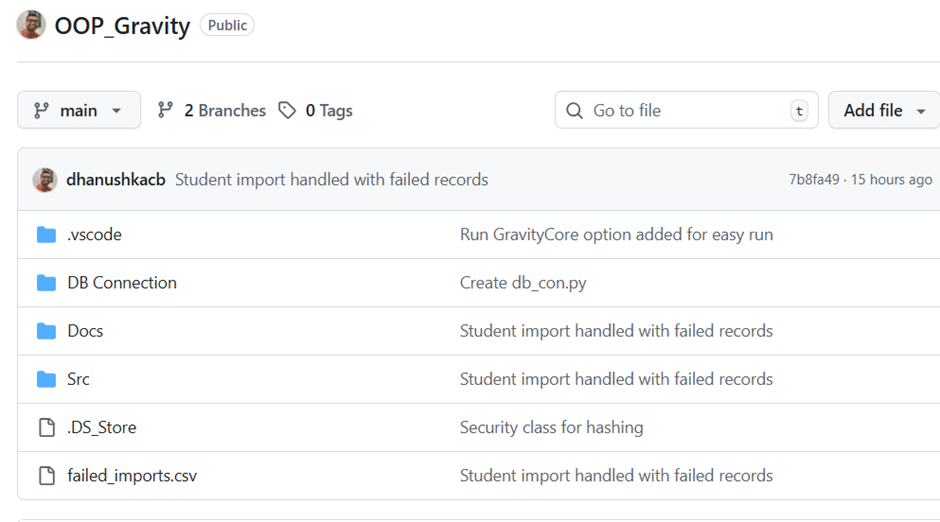 OOP_Gravity Public
main 2 Branches 0 Tags Go to file t Add file
dhanushkacb Student import handled with failed records 7b8fa49 · 15 hours ago
.vscode Run GravityCore option added for easy run
DB Connection Create db_con.py
Docs Student import handled with failed records
Src Student import handled with failed records
.DS_Store Security class for hashing
failed_imports.csv Student import handled with failed records